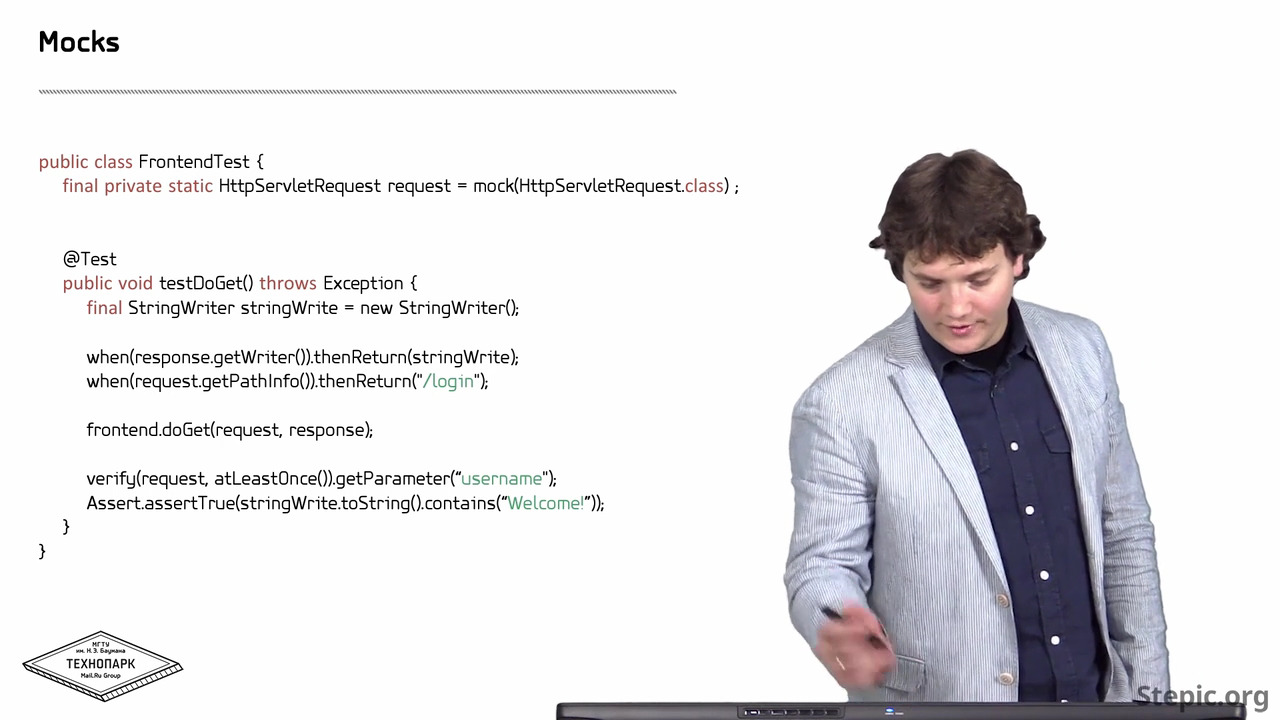 Mocks
public class FrontendTest {
final private static HttpServletRequest request = mock(HttpServletRequest.class) ;
@Test
public void testDoGet() throws Exception {
final StringWriter stringWrite = new StringWriter();
when(response.getWriter()).thenReturn(stringWrite);
when(request.getPathInfo()).thenReturn("/login");
frontend.doGet(request, response);
verify(request, atLeastOnce()).getParameter(“username");
Assert.assertTrue(stringWrite.toString().contains(“Welcome!”));
}
}
МГТУ
им. Н.Э. Баумана
ТЕХНОПАРК
Mail.Ru Group
Stepic.org